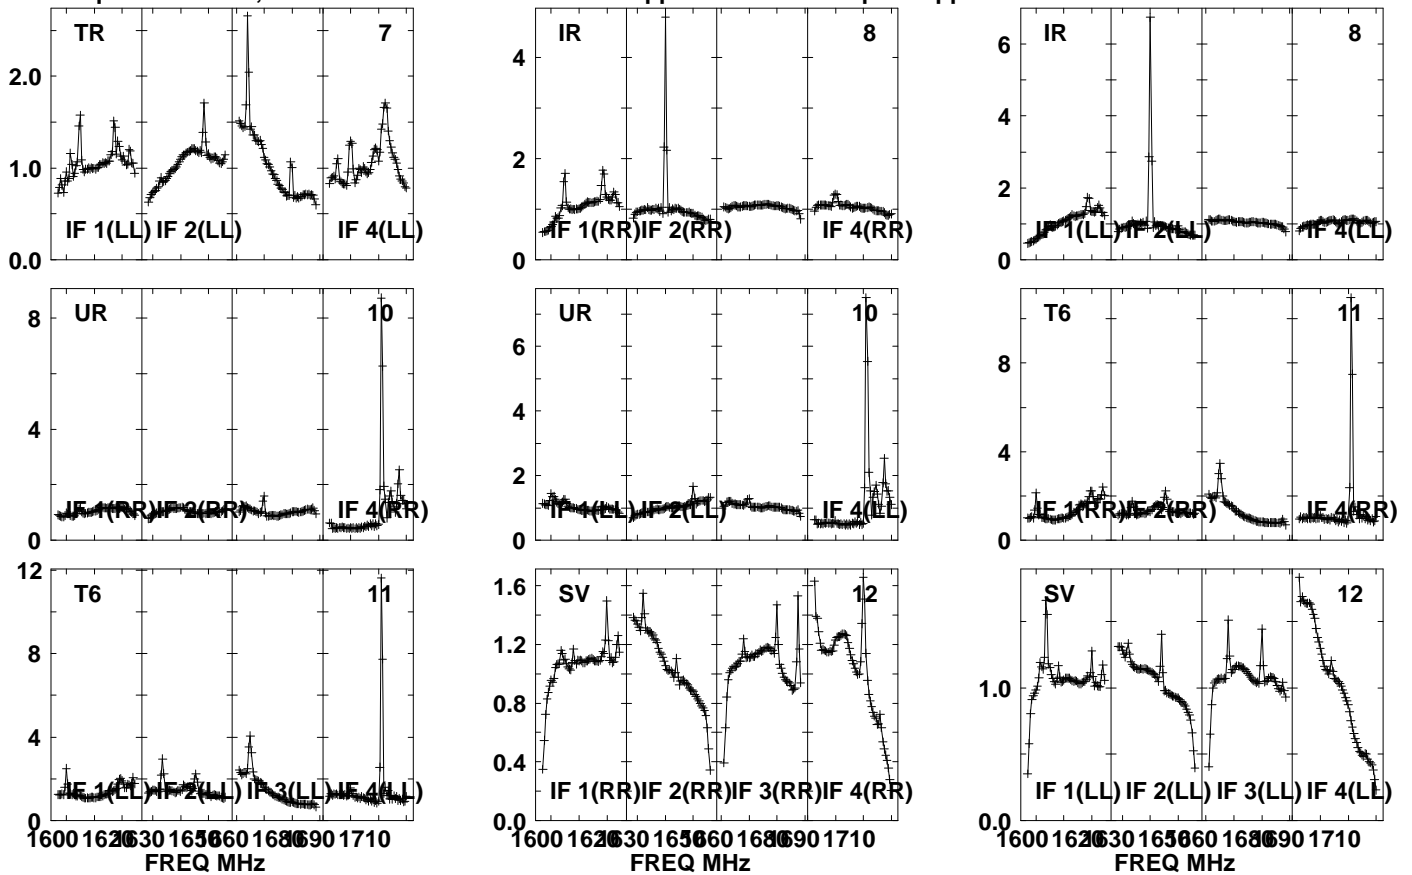 TR 7
2.0
1.0
0.0
IF 1(LL) IF 2(LL) IF 4(LL)
IR 8
4
2
0
IF 1(RR) IF 2(RR) IF 4(RR)
IR 8
6
4
2
0
IF 1(LL) IF 2(LL) IF 4(LL)
UR 10
8
4
0
IF 1(RR) IF 2(RR) IF 4(RR)
UR 10
6
4
2
0
IF 1(LL) IF 2(LL) IF 4(LL)
T6 11
8
4
0
IF 1(RR) IF 2(RR) IF 4(RR)
T6 11
12
8
4
0
IF 1(LL) IF 2(LL) IF 3(LL) IF 4(LL)
1600 1620 1630 1650 1660 1680 1690 1710
FREQ MHz
SV 12
1.6
1.2
0.8
0.4
0.0
IF 1(RR) IF 2(RR) IF 3(RR) IF 4(RR)
1600 1620 1630 1650 1660 1680 1690 1710
FREQ MHz
SV 12
1.0
0.0
IF 1(LL) IF 2(LL) IF 3(LL) IF 4(LL)
1600 1620 1630 1650 1660 1680 1690 1710
FREQ MHz